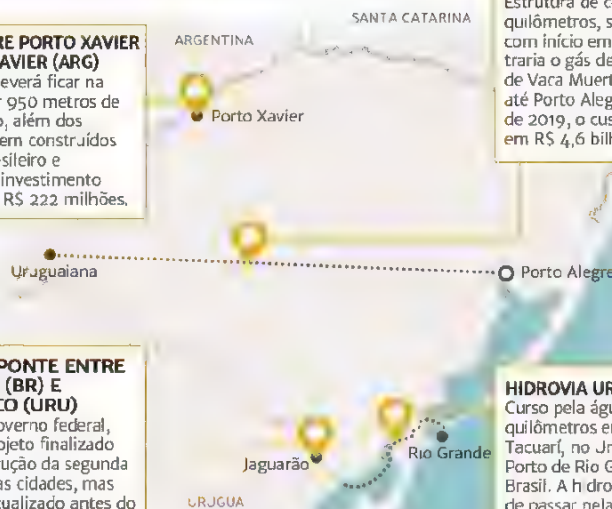 SANTA CATARINA
ARGENTINA
RE PORTO XAVIER
AVIER (ARG)
everá ficar na
950 metros de
o, além dos
em construídos
sileiro e
investimento
R$ 222 milhões.
Estrutura de c
quilômetros, s
com início em
traria o gás de
de Vaca Muert
até Porto Aleg
de 2019, o cus
em R$ 4,6 bilh
Porto Xavier
Uruguaiana
Porto Alegre
PONTE ENTRE
(BR) E
CO (URU)
overno federal,
ojeto finalizado
ução da segunda
as cidades, mas
tualizado antes do
Jaguarão
Rio Grande
URUGUA
HIDROVIA UR
Curso pela águ
quilômetros en
Tacuarí, no Ur
Porto de Rio G
Brasil. A hidro
de passar pela